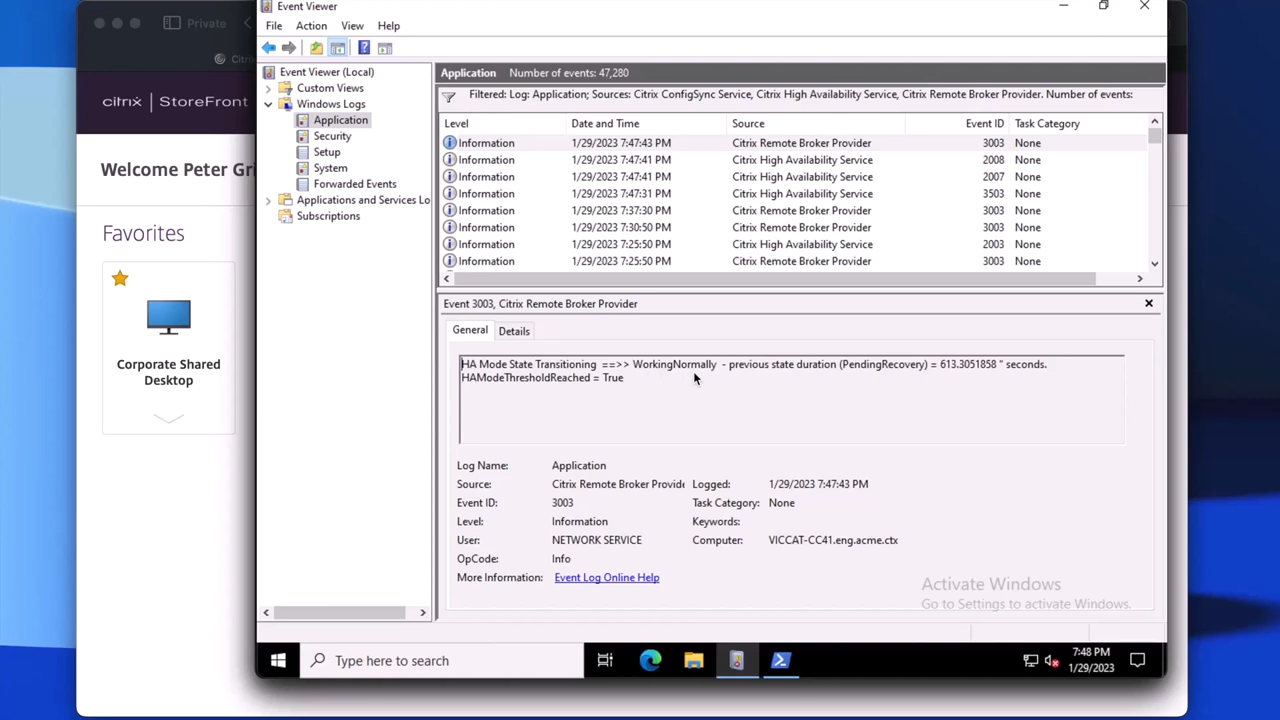 Event Viewer
File Action View Help
Private
Citri
citrix | StoreFront
Welcome Peter Gri
Favorites
Corporate Shared
Desktop
Event Viewer (Local)
Custom Views
Windows Logs
Application
Security
Setup
System
Forwarded Events
Applications and Services Lo
Subscriptions
Application Number of events: 47,280
Filtered: Log: Application; Sources: Citrix ConfigSync Service, Citrix High Availability Service, Citrix Remote Broker Provider. Number of events:
Level Date and Time Source Event ID Task Category
Information 1/29/2023 7:47:43 PM Citrix Remote Broker Provider 3003 None
Information 1/29/2023 7:47:41 PM Citrix High Availability Service 2008 None
Information 1/29/2023 7:47:41 PM Citrix High Availability Service 2007 None
Information 1/29/2023 7:47:31 PM Citrix High Availability Service 3503 None
Information 1/29/2023 7:37:30 PM Citrix Remote Broker Provider 3003 None
Information 1/29/2023 7:30:50 PM Citrix Remote Broker Provider 3003 None
Information 1/29/2023 7:25:50 PM Citrix High Availability Service 2003 None
Information 1/29/2023 7:25:50 PM Citrix Remote Broker Provider 3003 None
Event 3003, Citrix Remote Broker Provider
General Details
HA Mode State Transitioning ==>> WorkingNormally - previous state duration (PendingRecovery) = 613.3051858 " seconds.
HAModeThresholdReached = True
Log Name: Application
Source: Citrix Remote Broker Provide Logged: 1/29/2023 7:47:43 PM
Event ID: 3003 Task Category: None
Level: Information Keywords:
User: NETWORK SERVICE Computer: VICCAT-CC41.eng.acme.ctx
OpCode: Info
More Information: Event Log Online Help
Activate Windows
Go to Settings to activate Windows.
Type here to search
7:48 PM
1/29/2023